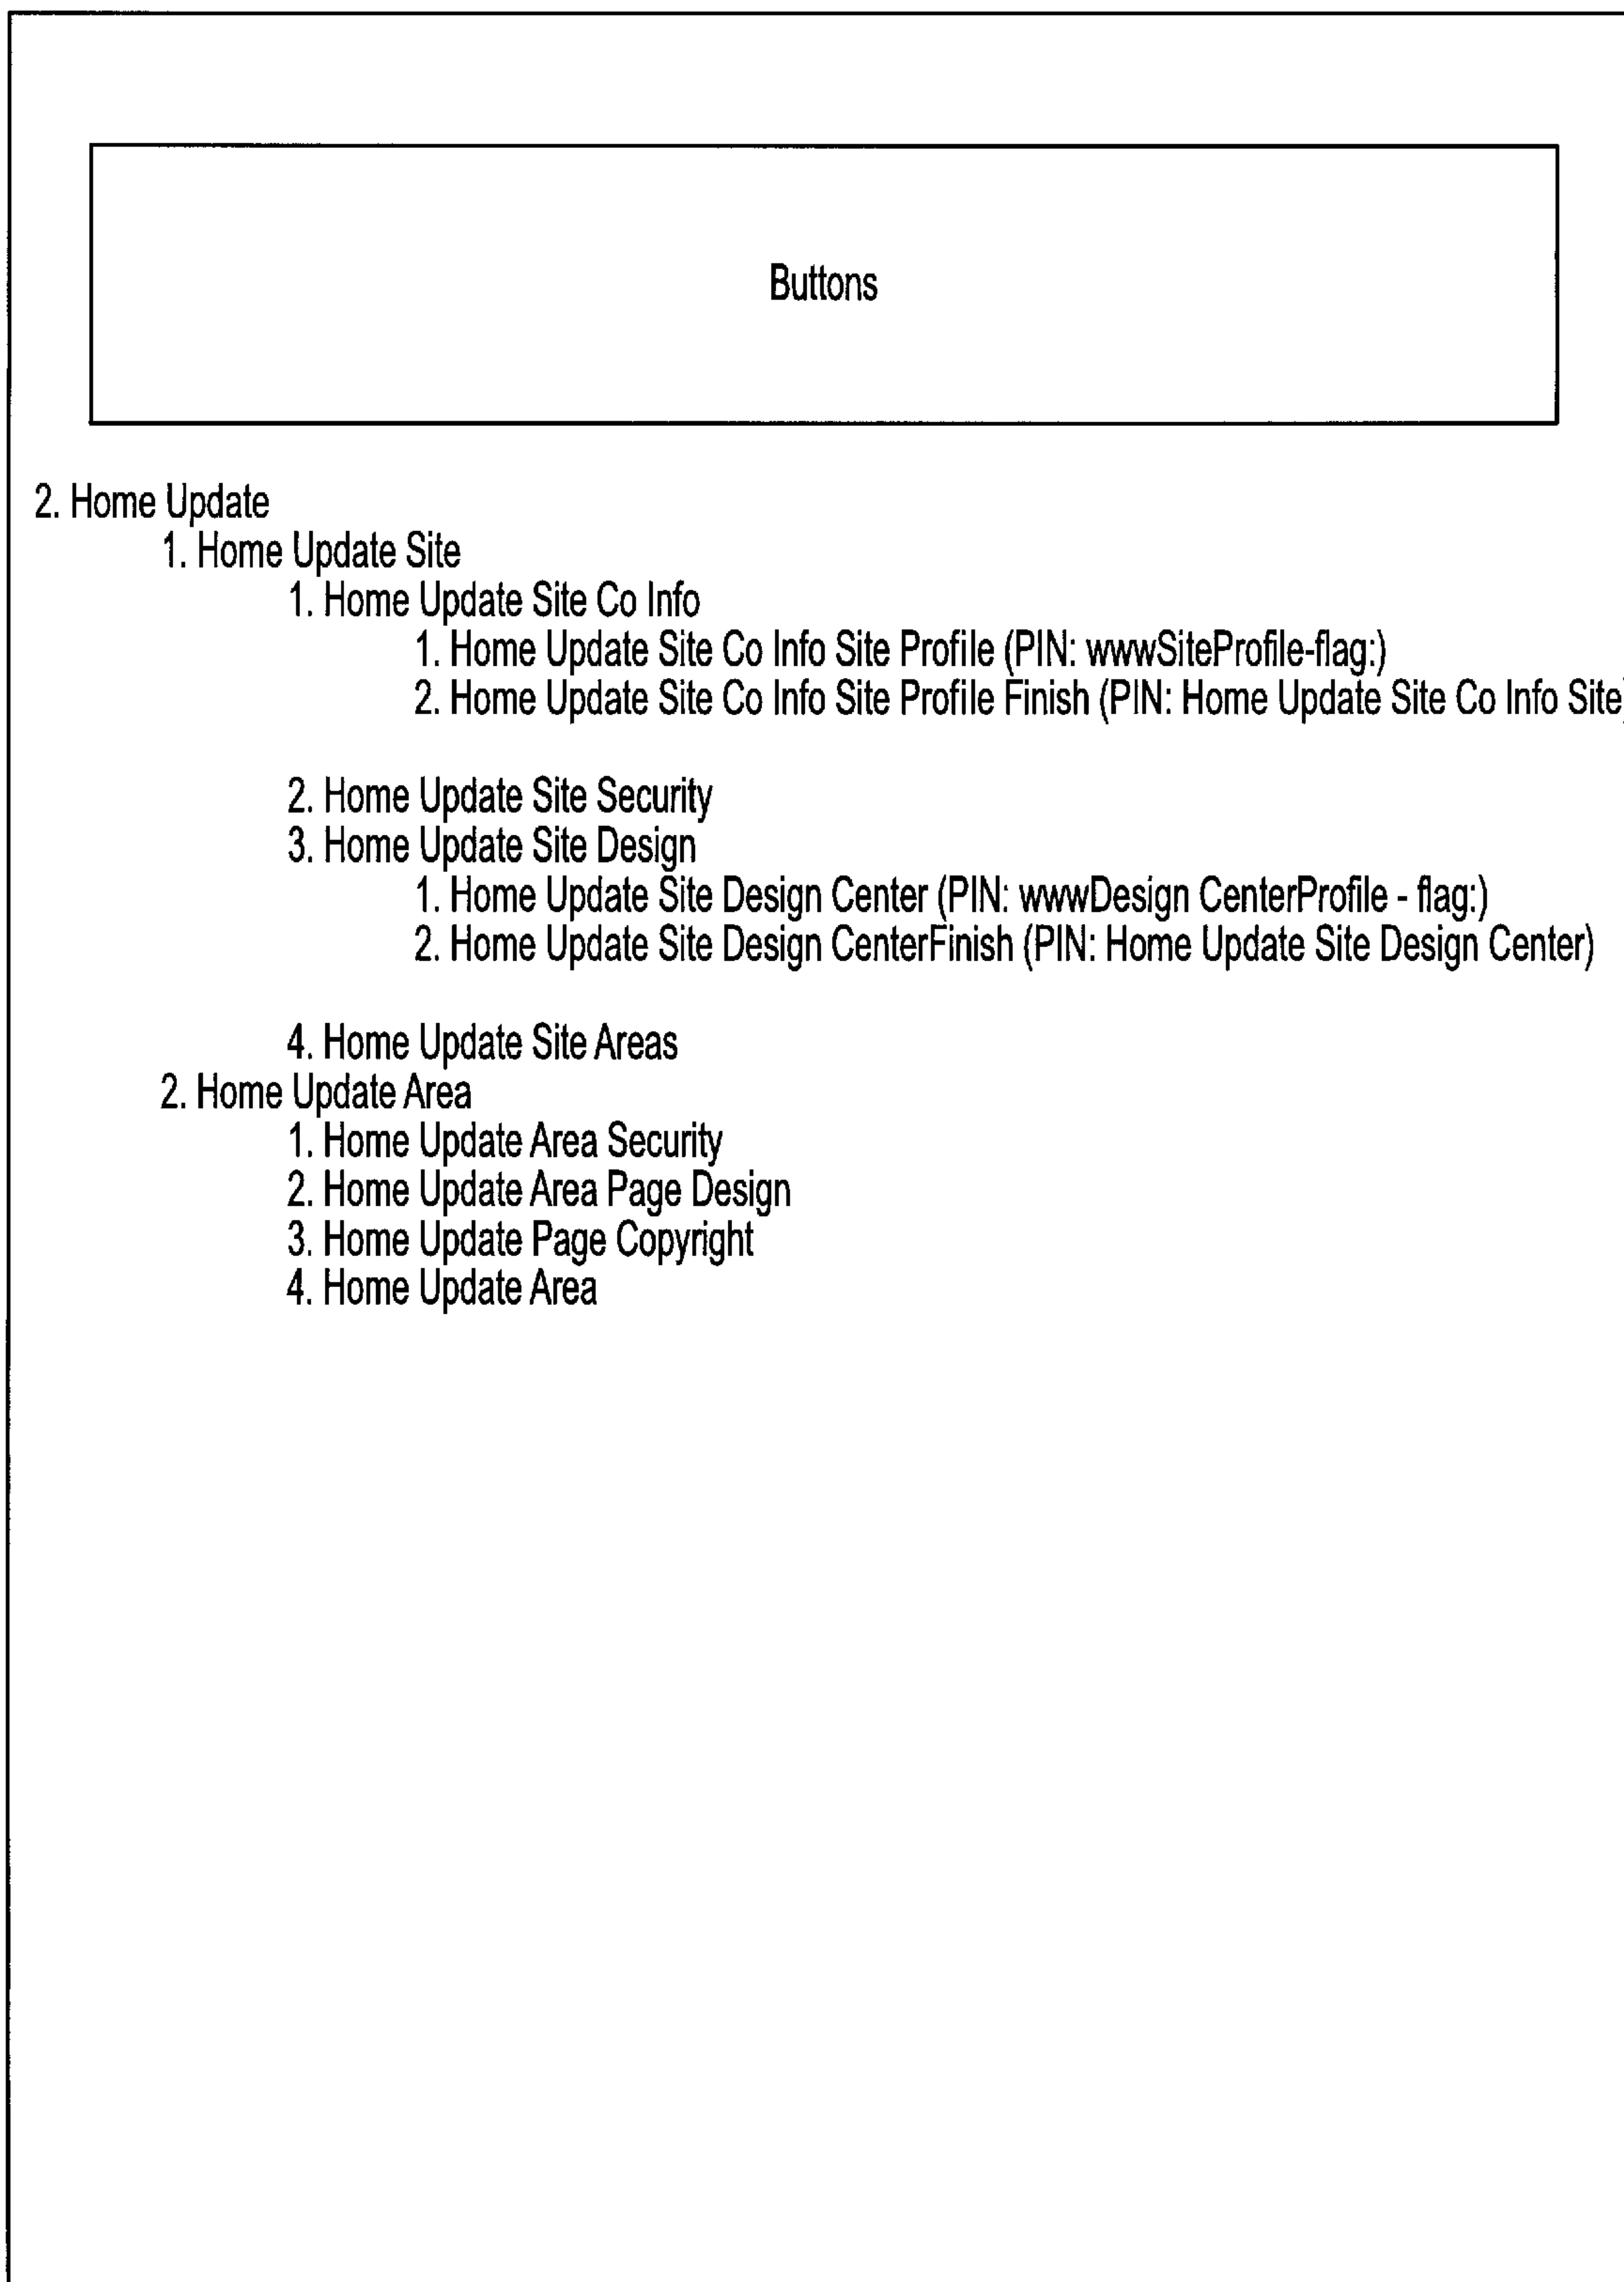 Buttons
2. Home Update
1. Home Update Site
1. Home Update Site Co Info
1. Home Update Site Co Info Site Profile (PIN: wwwSiteProfile-flag:)
2. Home Update Site Co Info Site Profile Finish (PIN: Home Update Site Co Info Site)
2. Home Update Site Security
3. Home Update Site Design
1. Home Update Site Design Center (PIN: wwwDesign CenterProfile - flag:)
2. Home Update Site Design CenterFinish (PIN: Home Update Site Design Center)
4. Home Update Site Areas
2. Home Update Area
1. Home Update Area Security
2. Home Update Area Page Design
3. Home Update Page Copyright
4. Home Update Area